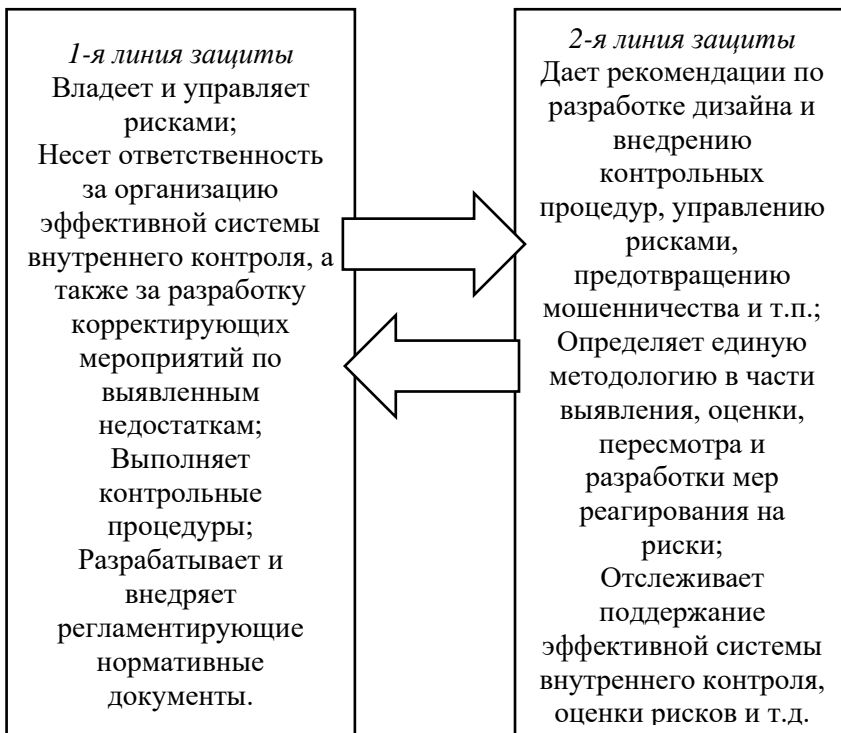 1-я линия защиты
Владеет и управляет
рисками;
Несет ответственность
за организацию
эффективной системы
внутреннего контроля, а
также за разработку
корректирующих
мероприятий по
выявленным
недостаткам;
Выполняет
контрольные
процедуры;
Разрабатывает и
внедряет
регламентирующие
нормативные
документы.
2-я линия защиты
Дает рекомендации по
разработке дизайна и
внедрению
контрольных
процедур, управлению
рисками,
предотвращению
мошенничества и т.п.;
Определяет единую
методологию в части
выявления, оценки,
пересмотра и
разработки мер
реагирования на
риски;
Отслеживает
поддержание
эффективной системы
внутреннего контроля,
оценки рисков и т.д.